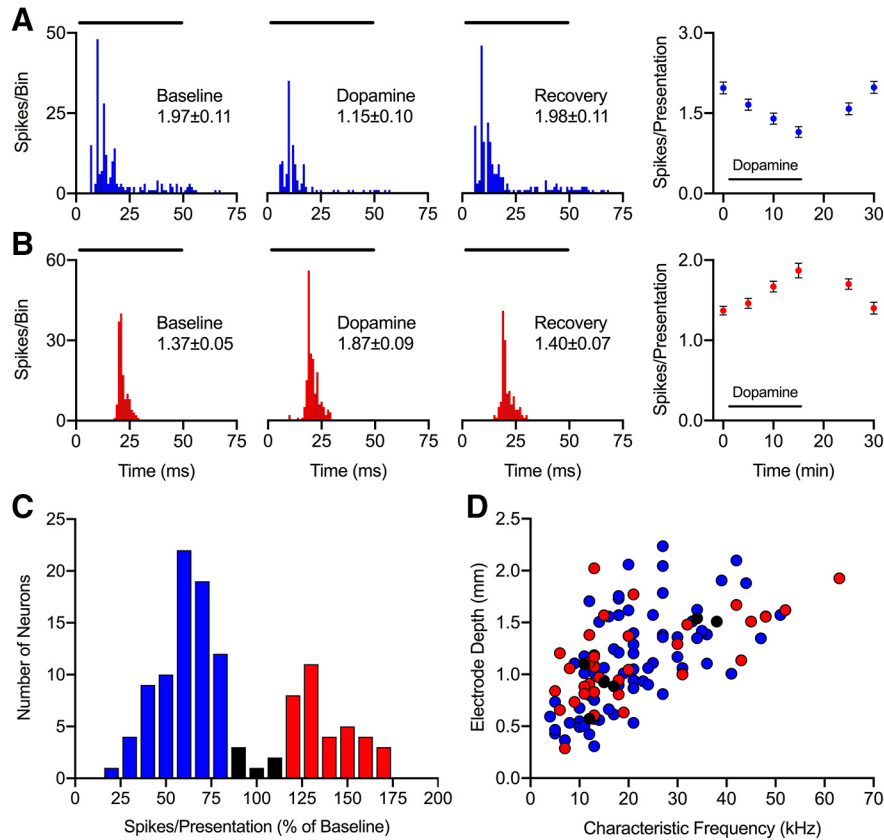 A
50
25
0
Spikes/Bin
Baseline
1.97±0.11
Dopamine
1.15±0.10
Recovery
1.98±0.11
0 25 50 75
0 25 50 75
0 25 50 75
3.0
1.5
0.0
Spikes/Presentation
Dopamine
0 10 20 30
B
60
30
0
Spikes/Bin
Baseline
1.37±0.05
Dopamine
1.87±0.09
Recovery
1.40±0.07
0 25 50 75
0 25 50 75
0 25 50 75
Time (ms)
Time (ms)
Time (ms)
2.0
1.0
0.0
Spikes/Presentation
Dopamine
0 10 20 30
Time (min)
C
25
20
15
10
5
0
Number of Neurons
0 25 50 75 100 125 150 175 200
Spikes/Presentation (% of Baseline)
D
2.5
2.0
1.5
1.0
0.5
0.0
Electrode Depth (mm)
0 10 20 30 40 50 60 70
Characteristic Frequency (kHz)